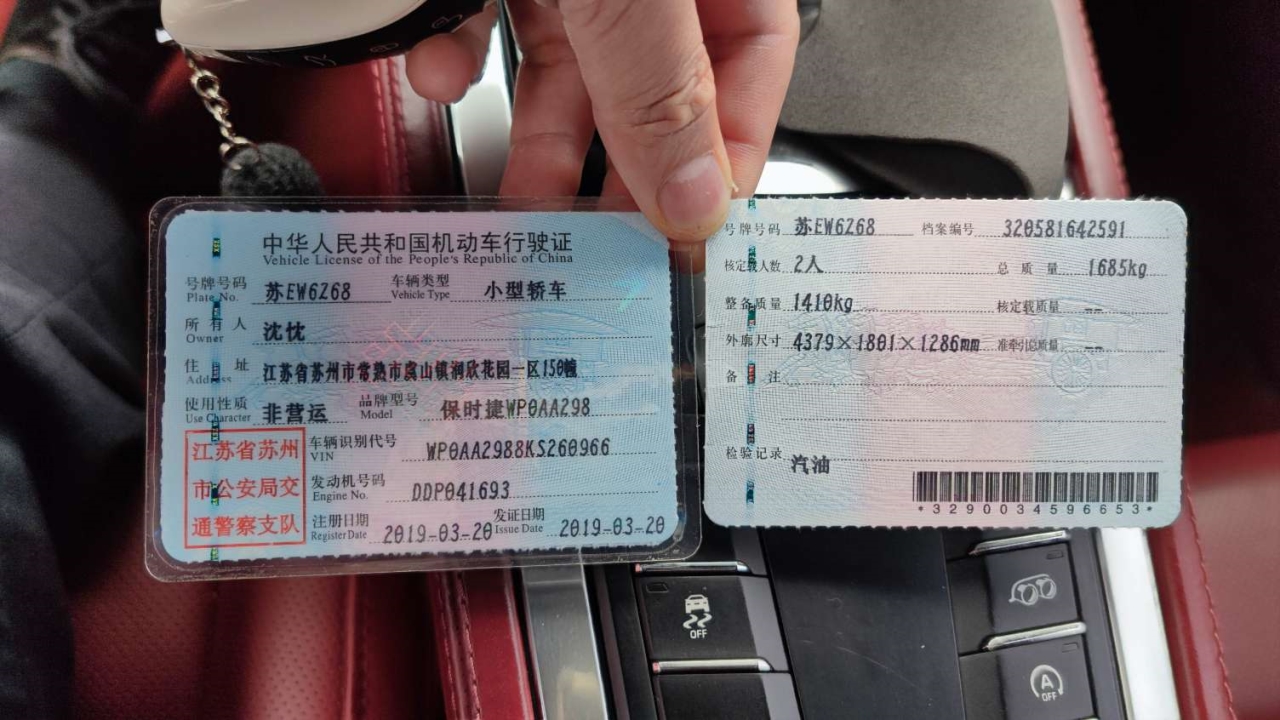 中华人民共和国机动车行驶证
Vehicle License of the People's Republic of China
号牌号码 苏EW6Z68 车辆类型 小型轿车
Plate No. Vehicle Type
所有人 沈忱
Owner
住址 江苏省苏州市常熟市虞山镇润欣花园一区150幢
Address
使用性质 非营运 品牌型号 保时捷WP0AA298
Use Character Model
江苏省苏州
市公安局交
通警察支队
车辆识别代号 WP0AA2988KS260966
VIN
发动机号码 DDP041693
Engine No.
注册日期 2019-03-20 发证日期 2019-03-20
Register Date Issue Date
号牌号码 苏EW6Z68 档案编号 320581642591
核定载人数 2人 总质量 1685kg
整备质量 1410kg 核定载质量 --
外廓尺寸 4379×1801×1286mm 准牵引总质量 --
备注
检验记录 汽油
*3290034596653*
OFF
A
OFF